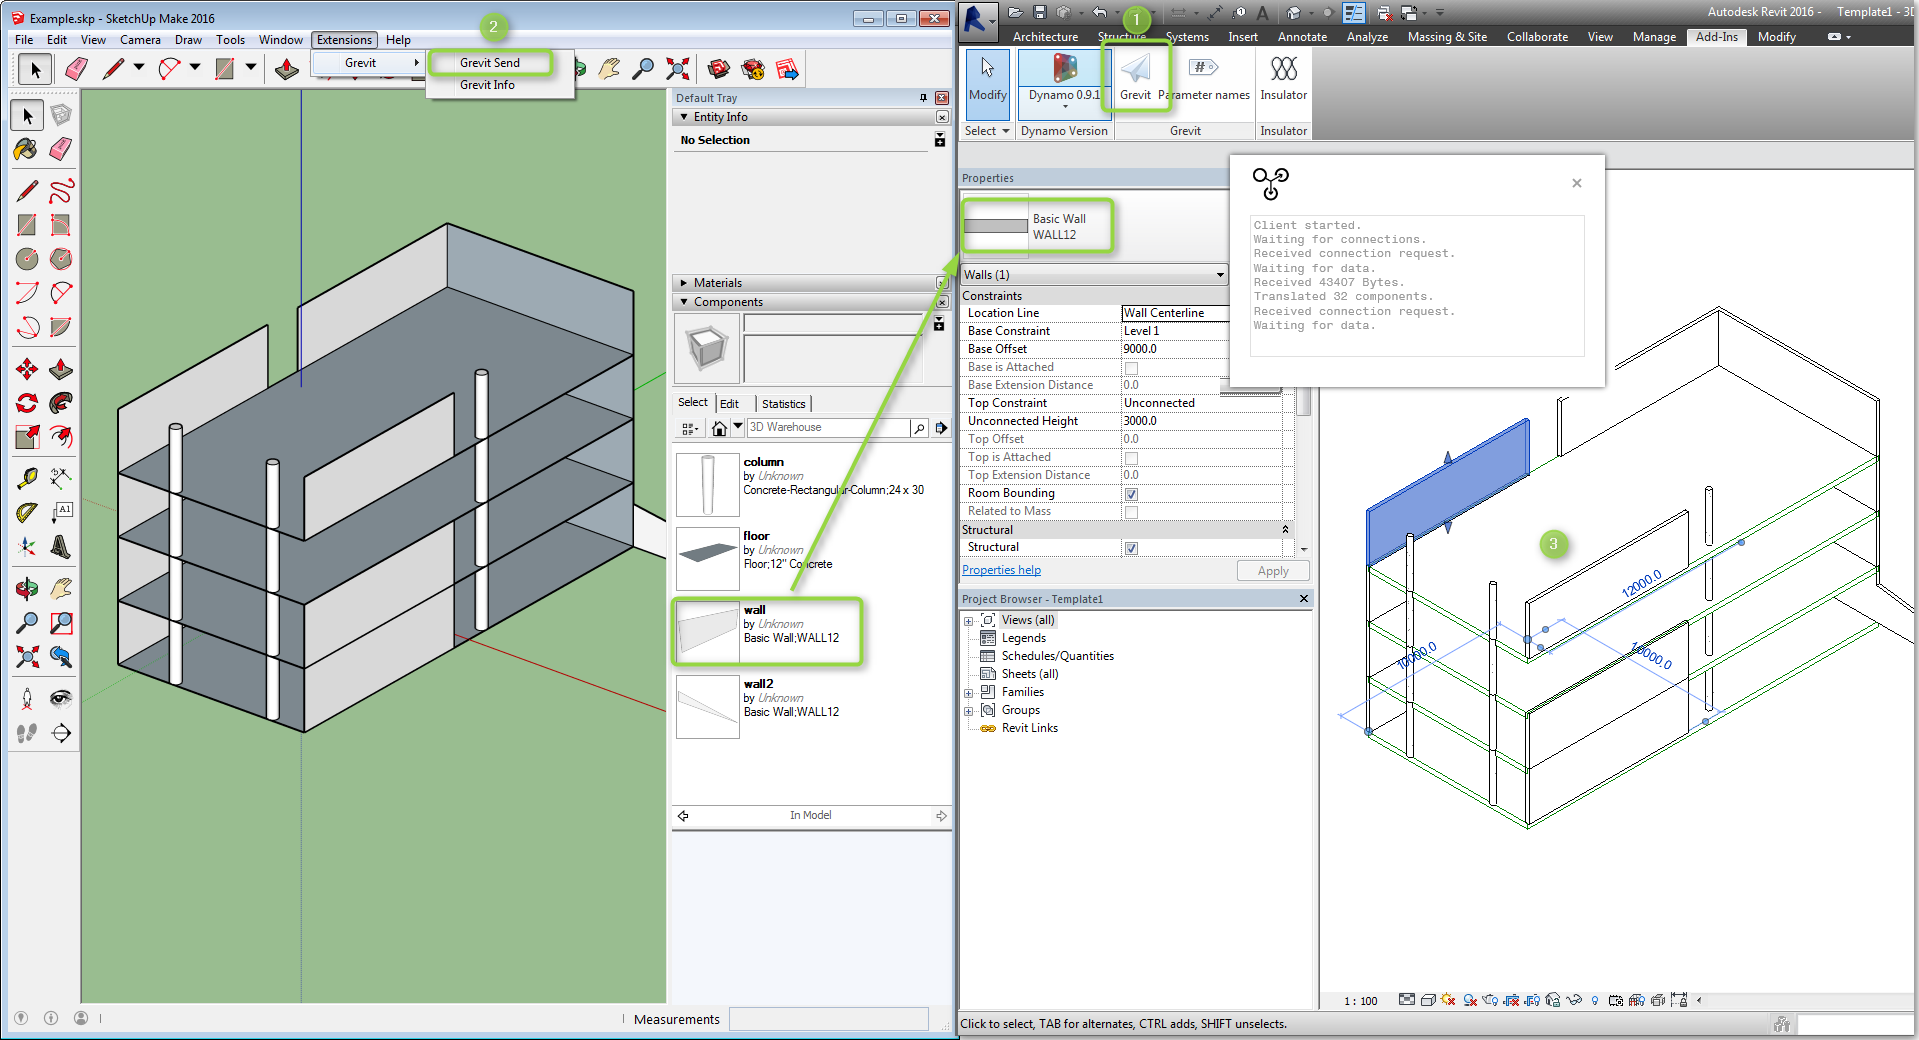 Example.skp - SketchUp Make 2016
File Edit View Camera Draw Tools Window Extensions Help
2
Grevit
Grevit Send
Grevit Info
A1
Default Tray
Entity Info
No Selection
Materials
Components
Select Edit Statistics
3D Warehouse
column
by Unknown
Concrete-Rectangular-Column;24 x 30
floor
by Unknown
Floor;12" Concrete
wall
by Unknown
Basic Wall;WALL12
wall2
by Unknown
Basic Wall;WALL12
In Model
Measurements
Autodesk Revit 2016 - Template1 - 3D
1
Architecture Structure Systems Insert Annotate Analyze Massing & Site Collaborate View Manage Add-Ins Modify
Modify
Dynamo 0.9.1
Grevit
Parameter names
Insulator
Select
Dynamo Version
Grevit
Insulator
Properties
Basic Wall
WALL12
Walls (1)
Constraints
Location Line Wall Centerline
Base Constraint Level 1
Base Offset 9000.0
Base is Attached
Base Extension Distance 0.0
Top Constraint Unconnected
Unconnected Height 3000.0
Top Offset 0.0
Top is Attached
Top Extension Distance 0.0
Room Bounding
Related to Mass
Structural
Structural
Properties help
Apply
Project Browser - Template1
Views (all)
Legends
Schedules/Quantities
Sheets (all)
Families
Groups
Revit Links
Client started.
Waiting for connections.
Received connection request.
Waiting for data.
Received 43407 Bytes.
Translated 32 components.
Received connection request.
Waiting for data.
3
12000.0
10000.0
1 : 100
Click to select, TAB for alternates, CTRL adds, SHIFT unselects.